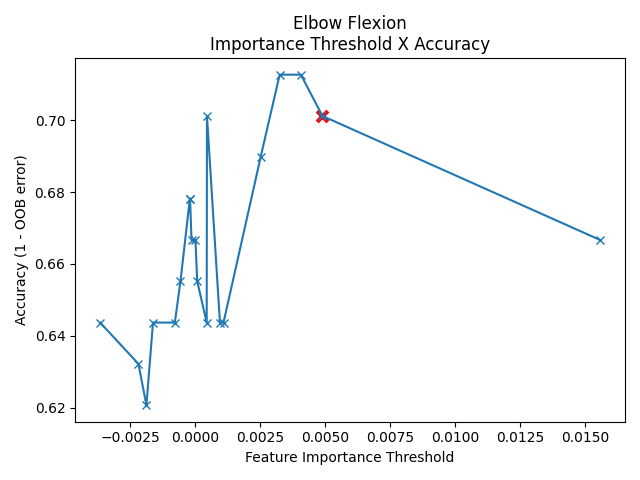 Elbow Flexion
Importance Threshold X Accuracy
Accuracy (1 - OOB error)
0.70
0.68
0.66
0.64
0.62
−0.0025 0.0000 0.0025 0.0050 0.0075 0.0100 0.0125 0.0150
Feature Importance Threshold